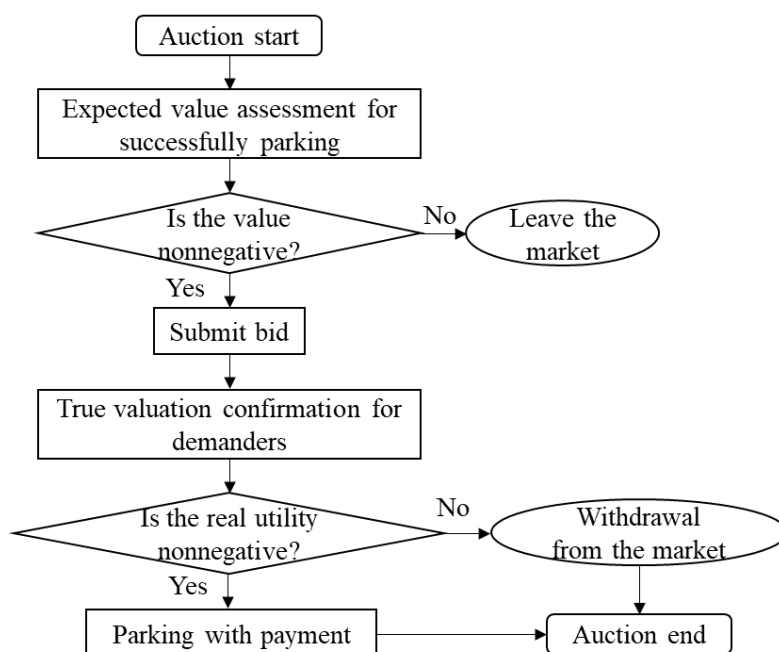 Auction start
Expected value assessment for
successfully parking
Is the value
nonnegative?
No
Leave the
market
Yes
Submit bid
True valuation confirmation for
demanders
Is the real utility
nonnegative?
No
Withdrawal
from the market
Yes
Parking with payment
Auction end